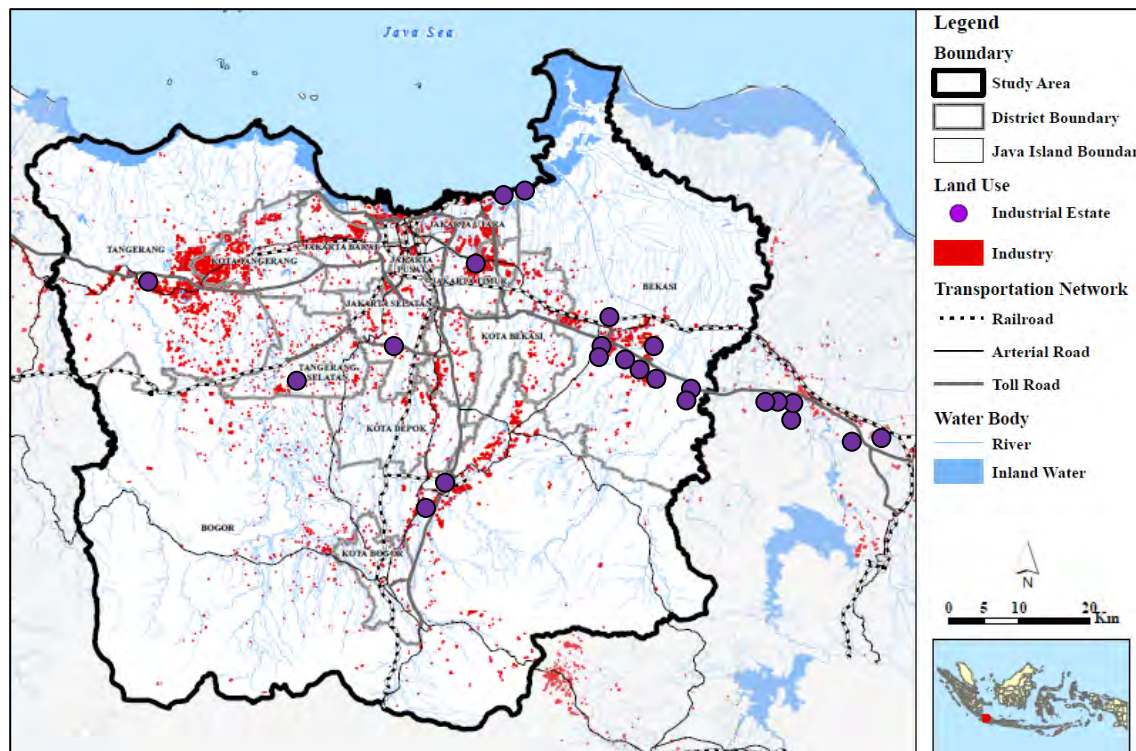 Java Sea
TANGERANG
KOTA TANGERANG
JAKARTA BARAT
JAKARTA UTARA
JAKARTA
PUSAT
JAKARTA TIMUR
JAKARTA SELATAN
BEKASI
KOTA BEKASI
TANGERANG
SELATAN
KOTA DEPOK
BOGOR
KOTA BOGOR
Legend
Boundary
Study Area
District Boundary
Java Island Boundar
Land Use
Industrial Estate
Industry
Transportation Network
Railroad
Arterial Road
Toll Road
Water Body
River
Inland Water
N
0 5 10 20
Km